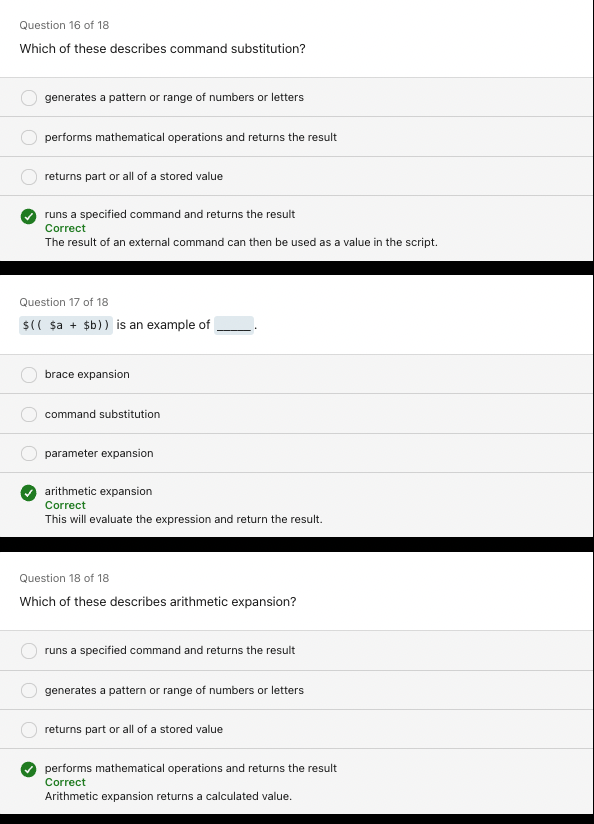 Question 16 of 18
Which of these describes command substitution?
generates a pattern or range of numbers or letters
performs mathematical operations and returns the result
returns part or all of a stored value
runs a specified command and returns the result
Correct
The result of an external command can then be used as a value in the script.
Question 17 of 18
$(( $a + $b)) is an example of _____.
brace expansion
command substitution
parameter expansion
arithmetic expansion
Correct
This will evaluate the expression and return the result.
Question 18 of 18
Which of these describes arithmetic expansion?
runs a specified command and returns the result
generates a pattern or range of numbers or letters
returns part or all of a stored value
performs mathematical operations and returns the result
Correct
Arithmetic expansion returns a calculated value.